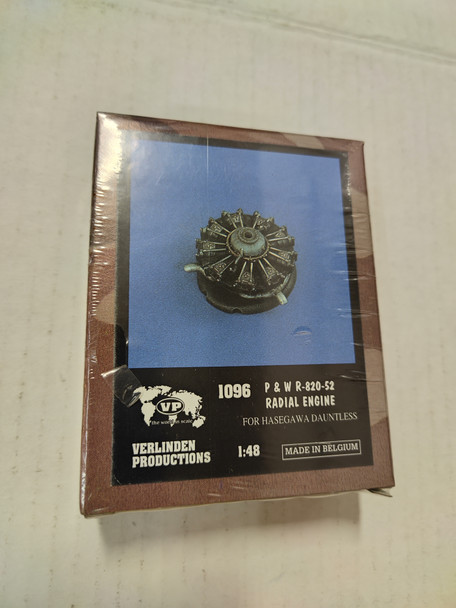 1096 P & W R-820-52
RADIAL ENGINE
FOR HASEGAWA DAUNTLESS
VP
the world in scale
VERLINDEN
PRODUCTIONS
1:48
MADE IN BELGIUM